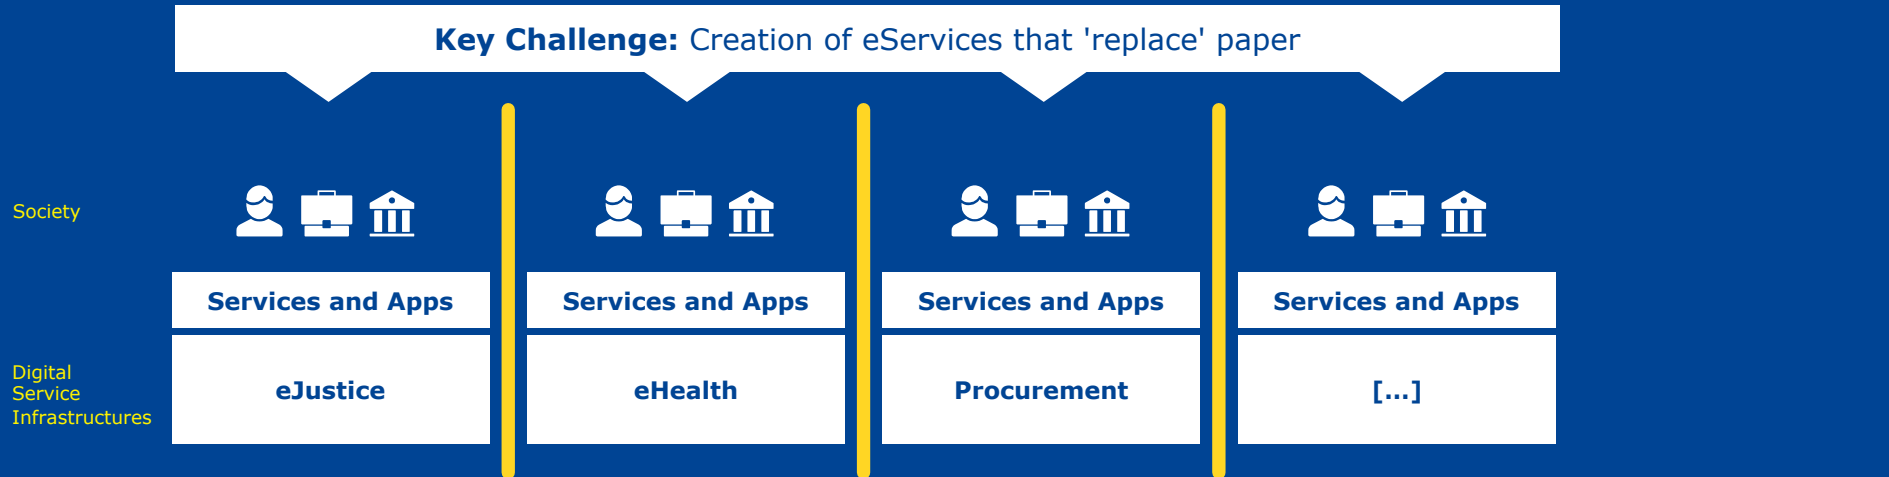 Key Challenge: Creation of eServices that 'replace' paper
Society
Services and Apps
Services and Apps
Services and Apps
Services and Apps
Digital
Service
Infrastructures
eJustice
eHealth
Procurement
[…]